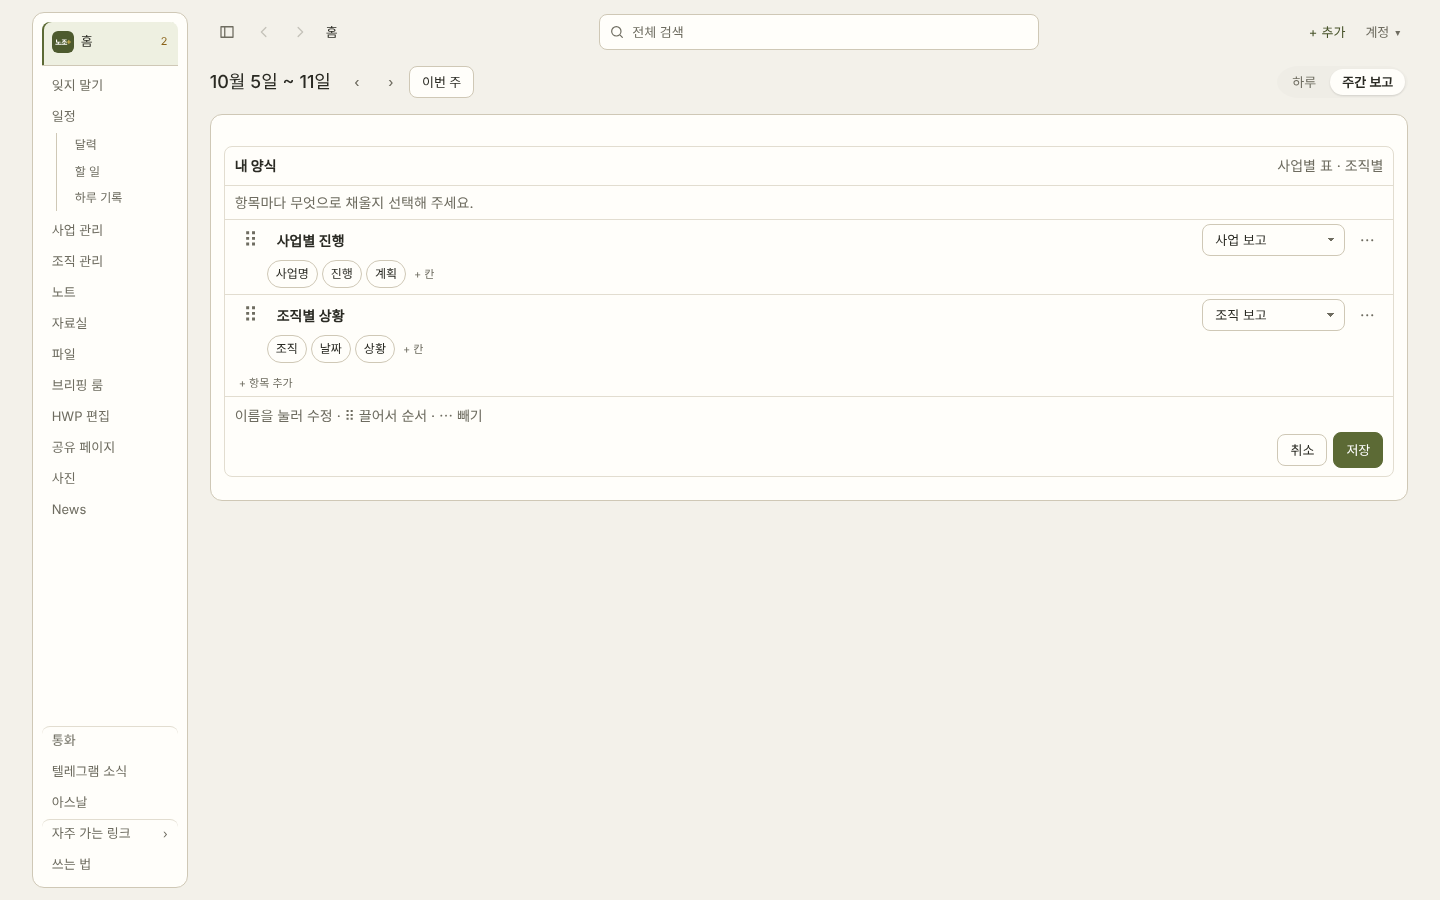 노조+ 홈 2
잊지 말기
일정
달력
할 일
하루 기록
사업 관리
조직 관리
노트
자료실
파일
브리핑 룸
HWP 편집
공유 페이지
사진
News
통화
텔레그램 소식
아스날
자주 가는 링크 ›
쓰는 법
홈
전체 검색
+ 추가 계정 ▾
10월 5일 ~ 11일 ‹ › 이번 주
하루 주간 보고
내 양식 사업별 표 · 조직별
항목마다 무엇으로 채울지 선택해 주세요.
⠿ 사업별 진행 사업 보고 ···
사업명 진행 계획 + 칸
⠿ 조직별 상황 조직 보고 ···
조직 날짜 상황 + 칸
+ 항목 추가
이름을 눌러 수정 · ⠿ 끌어서 순서 · ··· 빼기
취소 저장